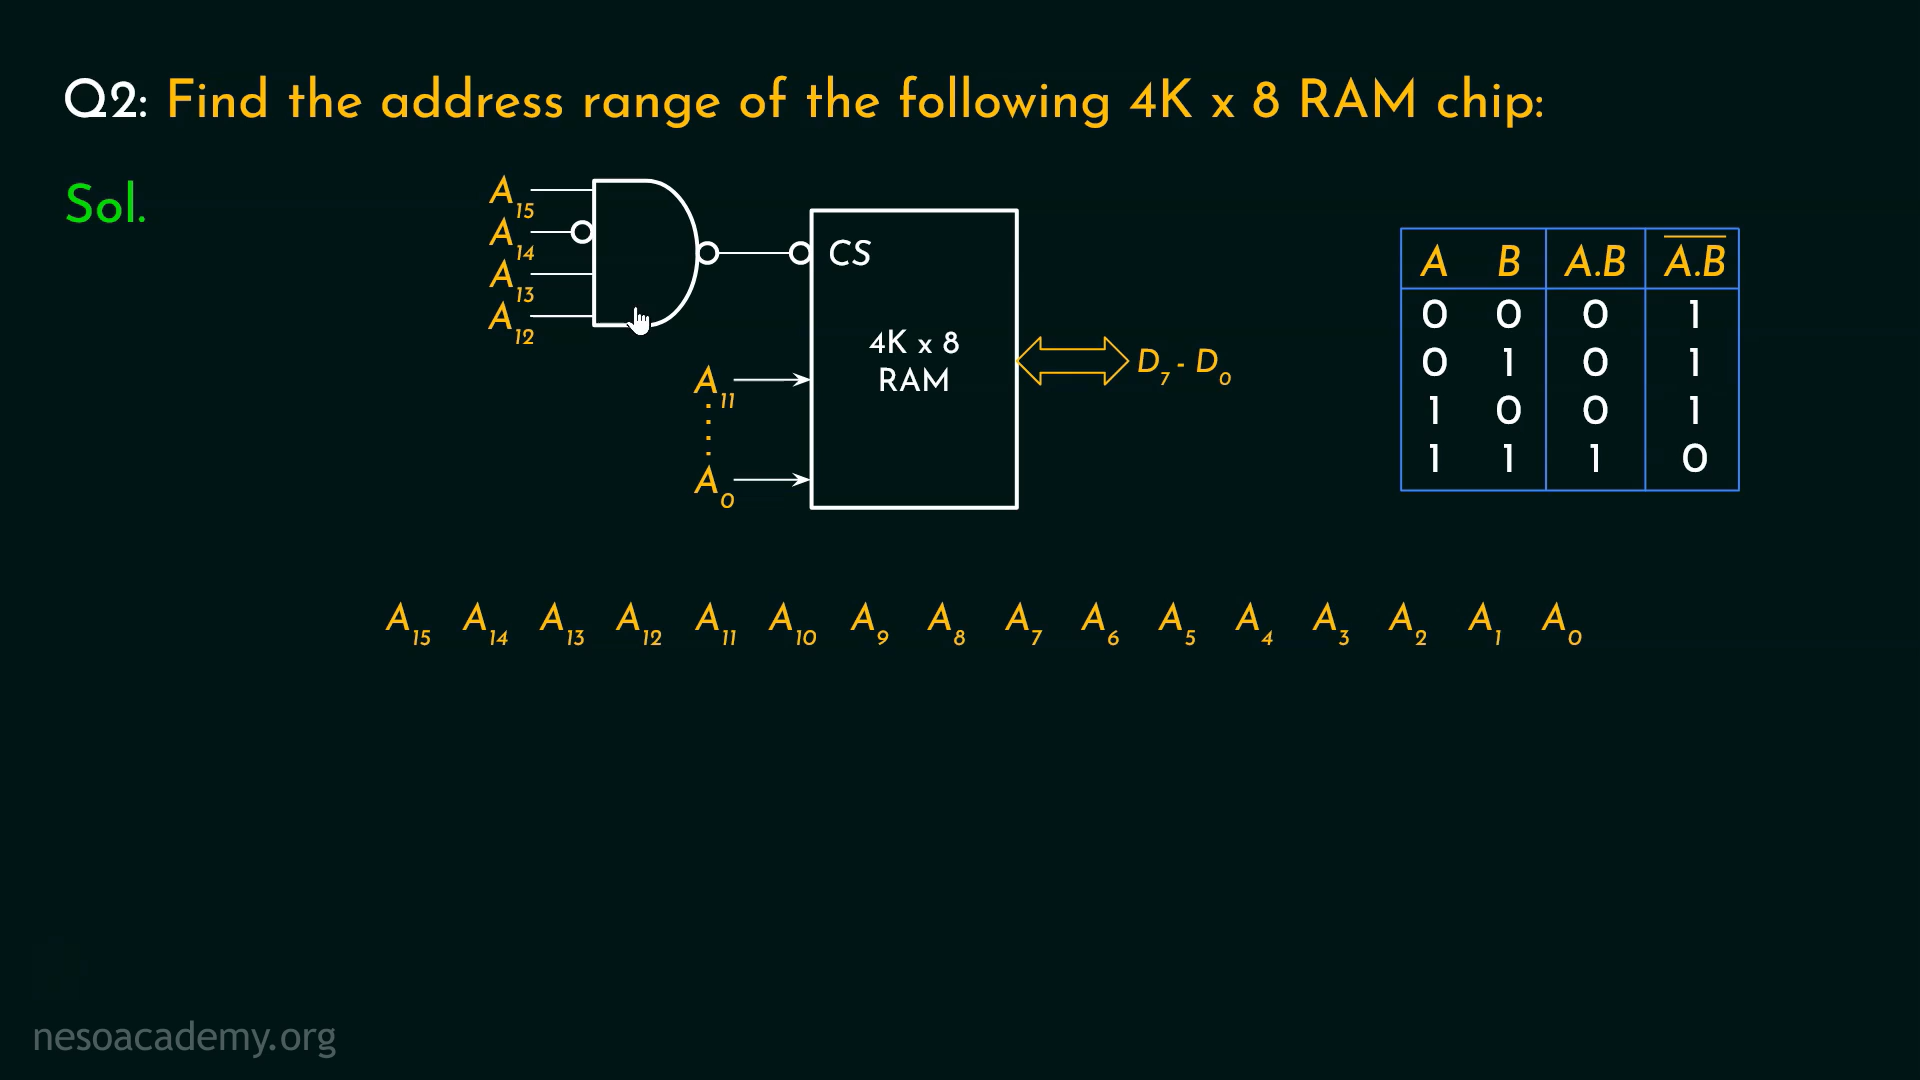 Q2: Find the address range of the following 4K x 8 RAM chip:
Sol.
A15
A14
A13
A12
CS
4K x 8
RAM
A11
A0
D7 - D0
A B A.B A̅.̅B̅
0 0 0 1
0 1 0 1
1 0 0 1
1 1 1 0
A15 A14 A13 A12 A11 A10 A9 A8 A7 A6 A5 A4 A3 A2 A1 A0
nesoacademy.org